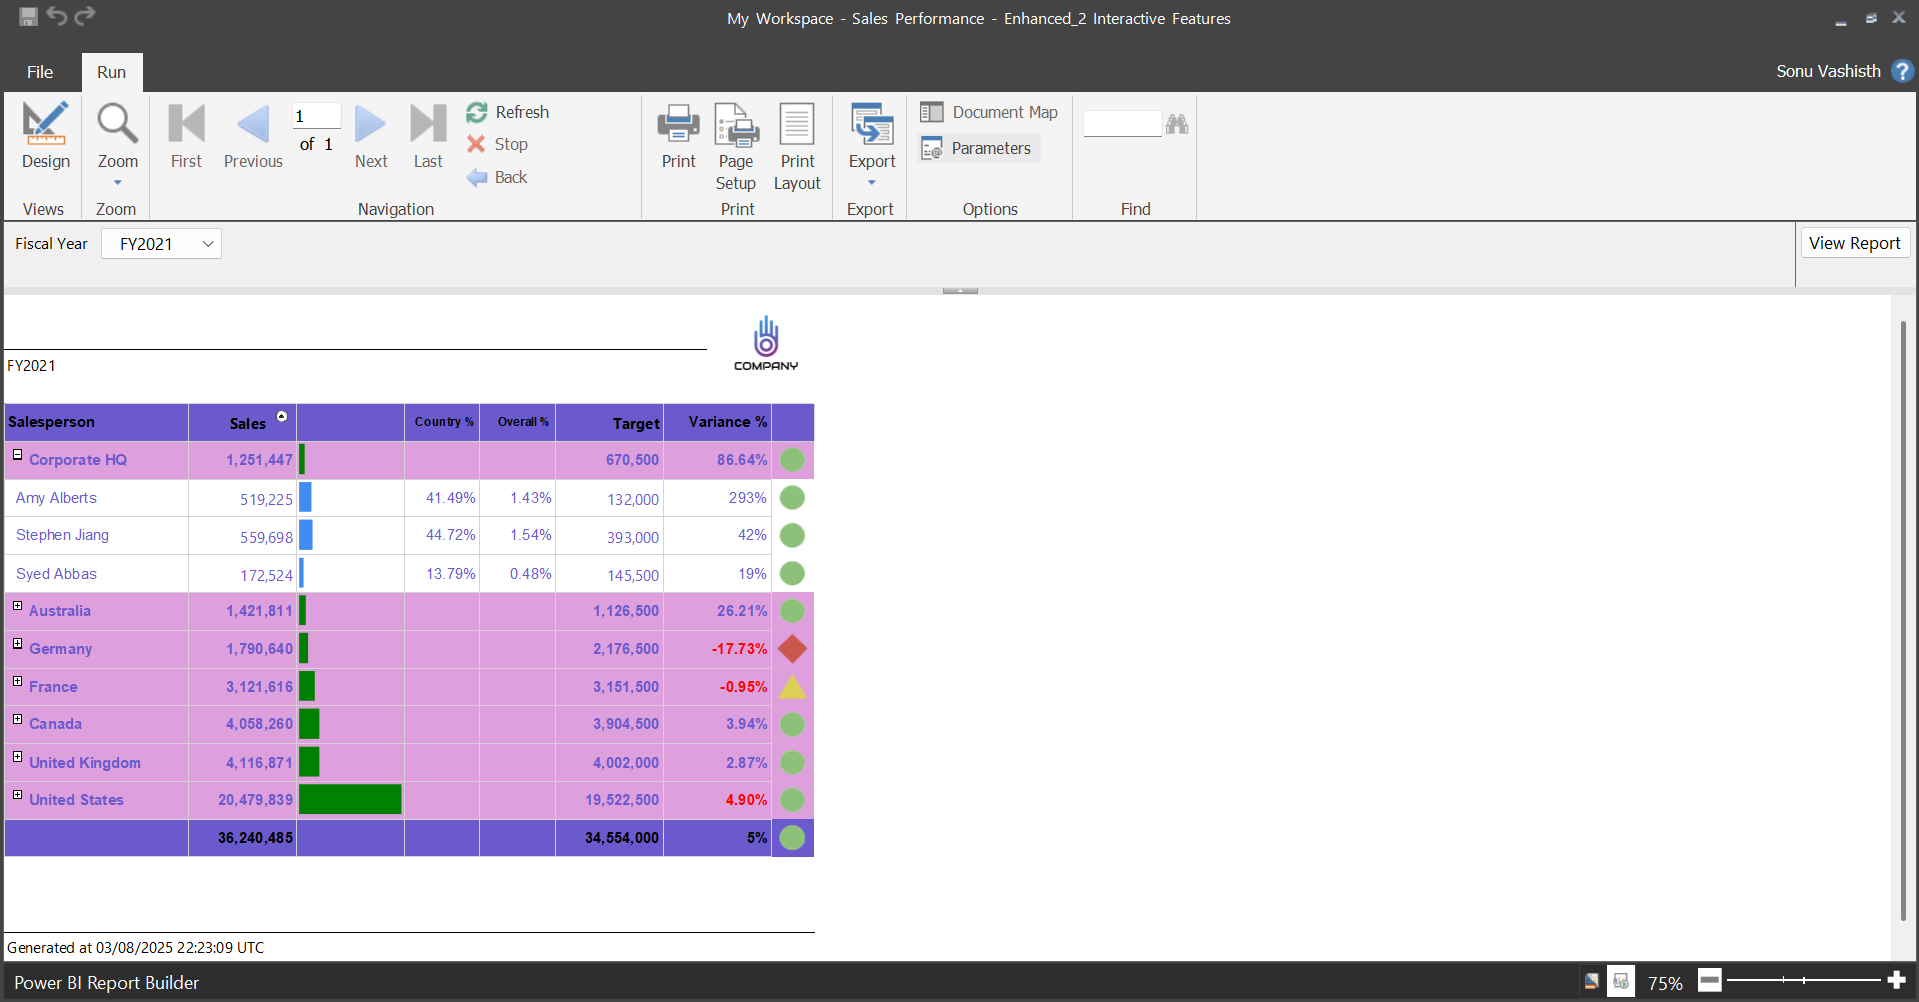 My Workspace - Sales Performance - Enhanced_2 Interactive Features
File Run Sonu Vashisth ?
Design
Views
Zoom
Zoom
First Previous 1 of 1 Next Last
Refresh
Stop
Back
Navigation
Print Page Setup Print Layout
Print
Export
Export
Document Map
Parameters
Options
Find
Fiscal Year FY2021 View Report
COMPANY
FY2021
Salesperson Sales Country % Overall % Target Variance %
Corporate HQ 1,251,447 670,500 86.64%
Amy Alberts 519,225 41.49% 1.43% 132,000 293%
Stephen Jiang 559,698 44.72% 1.54% 393,000 42%
Syed Abbas 172,524 13.79% 0.48% 145,500 19%
Australia 1,421,811 1,126,500 26.21%
Germany 1,790,640 2,176,500 -17.73%
France 3,121,616 3,151,500 -0.95%
Canada 4,058,260 3,904,500 3.94%
United Kingdom 4,116,871 4,002,000 2.87%
United States 20,479,839 19,522,500 4.90%
36,240,485 34,554,000 5%
Generated at 03/08/2025 22:23:09 UTC
Power BI Report Builder 75%